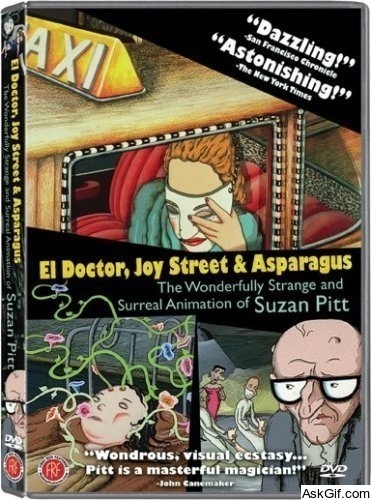 AXI
"Dazzling!"
-San Francisco Chronicle
"Astonishing!"
-The New York Times
El Doctor, Joy Street & Asparagus
The Wonderfully Strange and
Surreal Animation of Suzan Pitt
"Wondrous, visual ecstasy...
Pitt is a masterful magician!"
-John Canemaker
FRF
DVD
El Doctor, Joy Street & Asparagus
The Wonderfully Strange and Surreal Animation of Suzan Pitt
FRF
DVD
AskGif.com